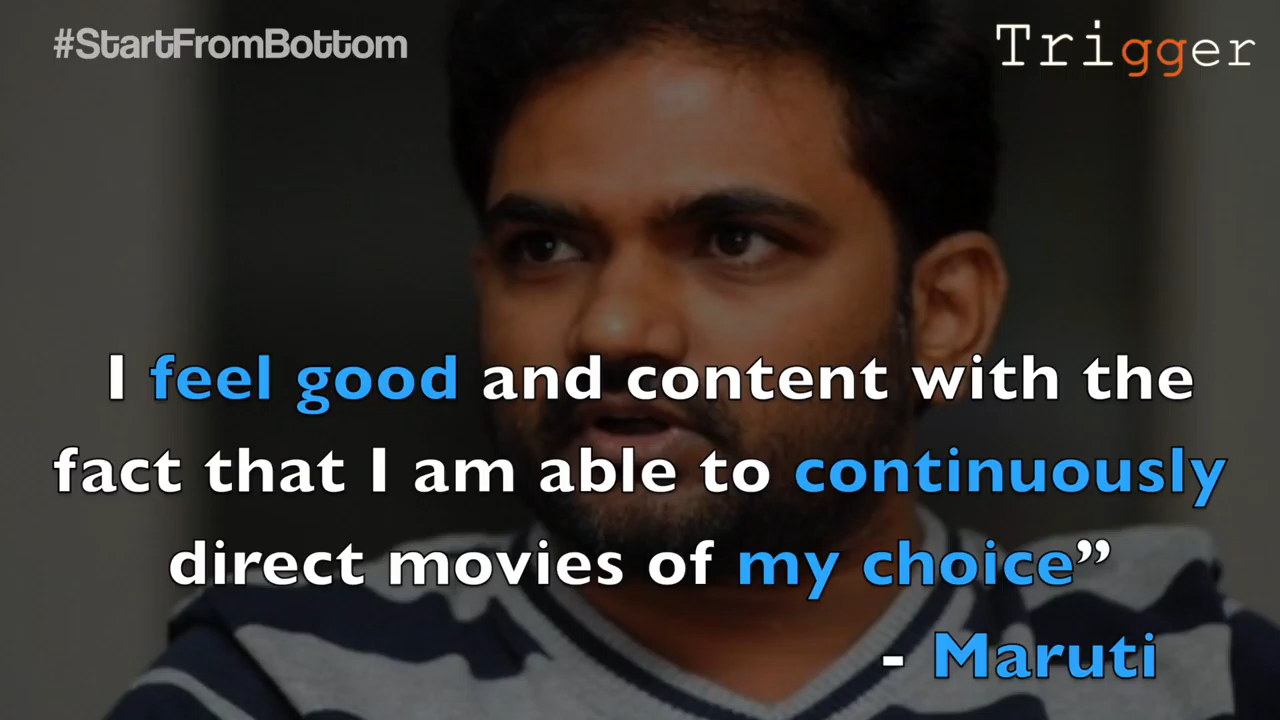 #StartFromBottom
Trigger
I feel good and content with the
fact that I am able to continuously
direct movies of my choice”
- Maruti